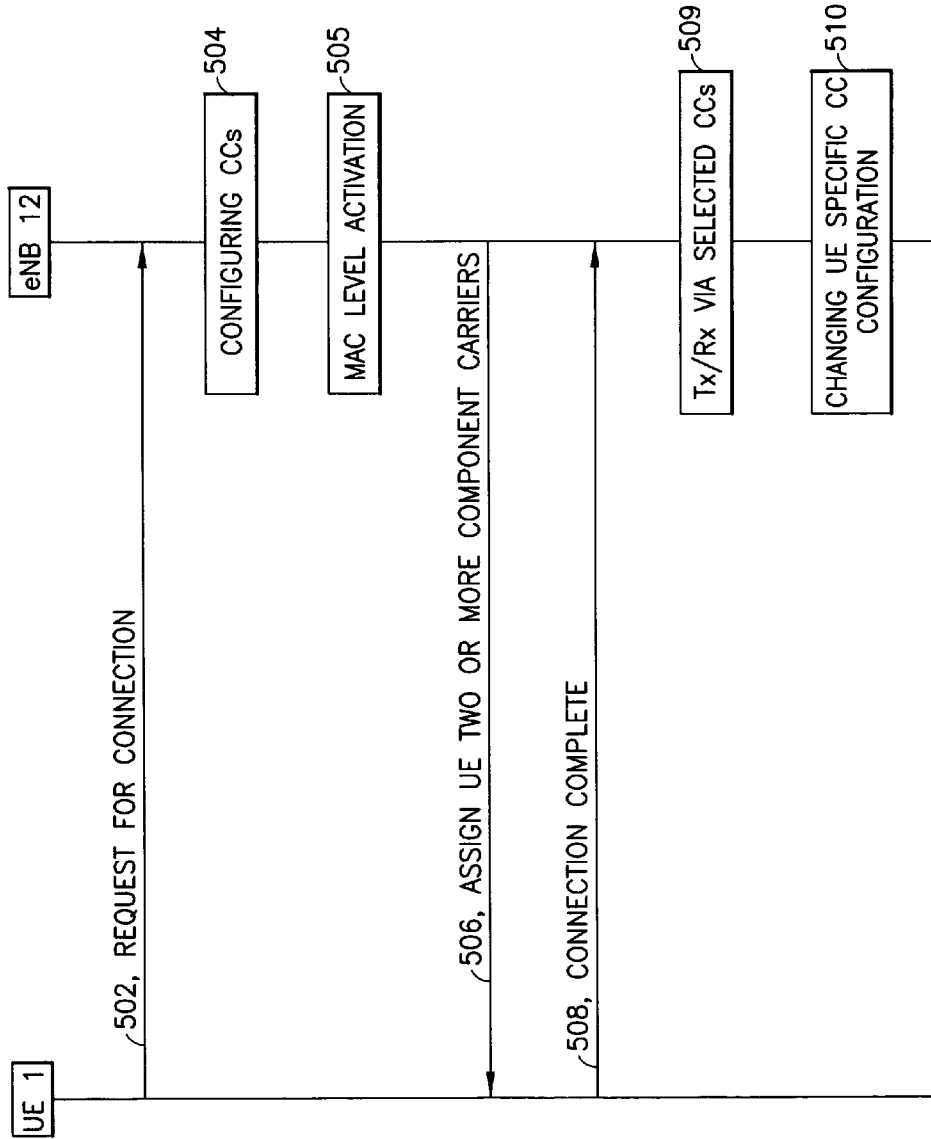 UE 1
eNB 12
502, REQUEST FOR CONNECTION
CONFIGURING CCs
504
MAC LEVEL ACTIVATION
505
506, ASSIGN UE TWO OR MORE COMPONENT CARRIERS
508, CONNECTION COMPLETE
Tx/Rx VIA SELECTED CCs
509
CHANGING UE SPECIFIC CC
CONFIGURATION
510